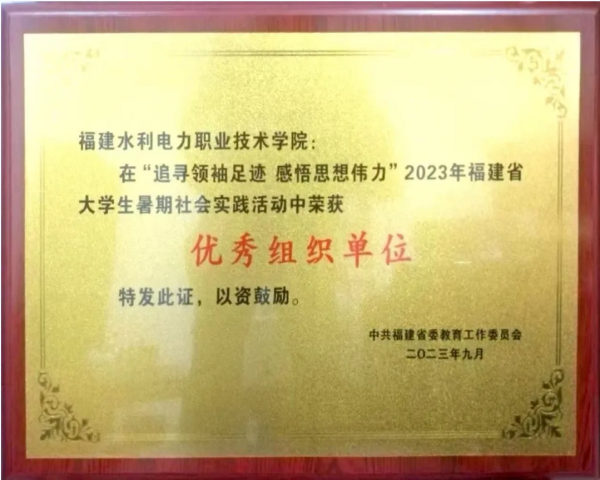 福建水利电力职业技术学院：
在“追寻领袖足迹 感悟思想伟力”2023年福建省
大学生暑期社会实践活动中荣获
优秀组织单位
特发此证，以资鼓励。
中共福建省委教育工作委员会
二〇二三年九月